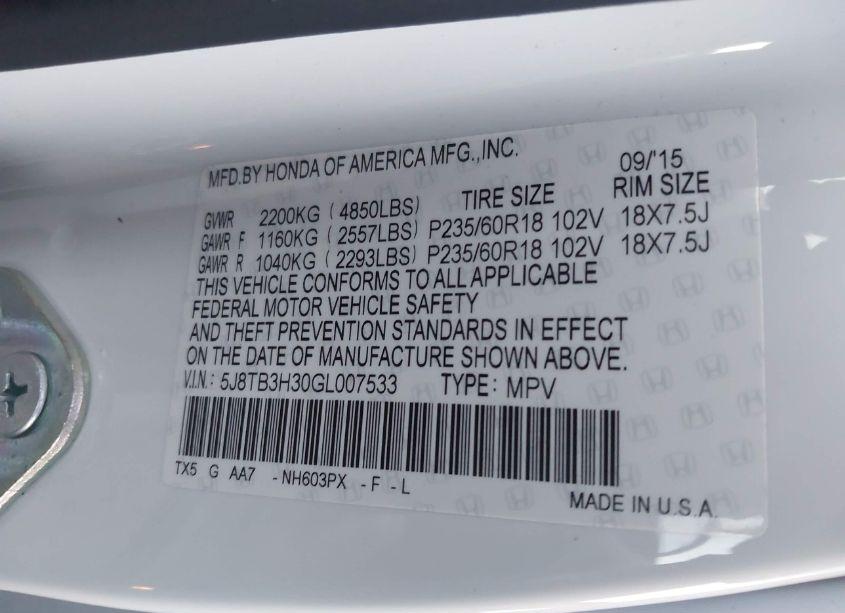 MFD.BY HONDA OF AMERICA MFG.,INC. 09/'15
TIRE SIZE RIM SIZE
GVWR 2200KG (4850LBS)
GAWR F 1160KG (2557LBS) P235/60R18 102V 18X7.5J
GAWR R 1040KG (2293LBS) P235/60R18 102V 18X7.5J
THIS VEHICLE CONFORMS TO ALL APPLICABLE
FEDERAL MOTOR VEHICLE SAFETY
AND THEFT PREVENTION STANDARDS IN EFFECT
ON THE DATE OF MANUFACTURE SHOWN ABOVE.
V.I.N.: 5J8TB3H30GL007533 TYPE: MPV
TX5 G AA7 -NH603PX -F -L
MADE IN U.S.A.